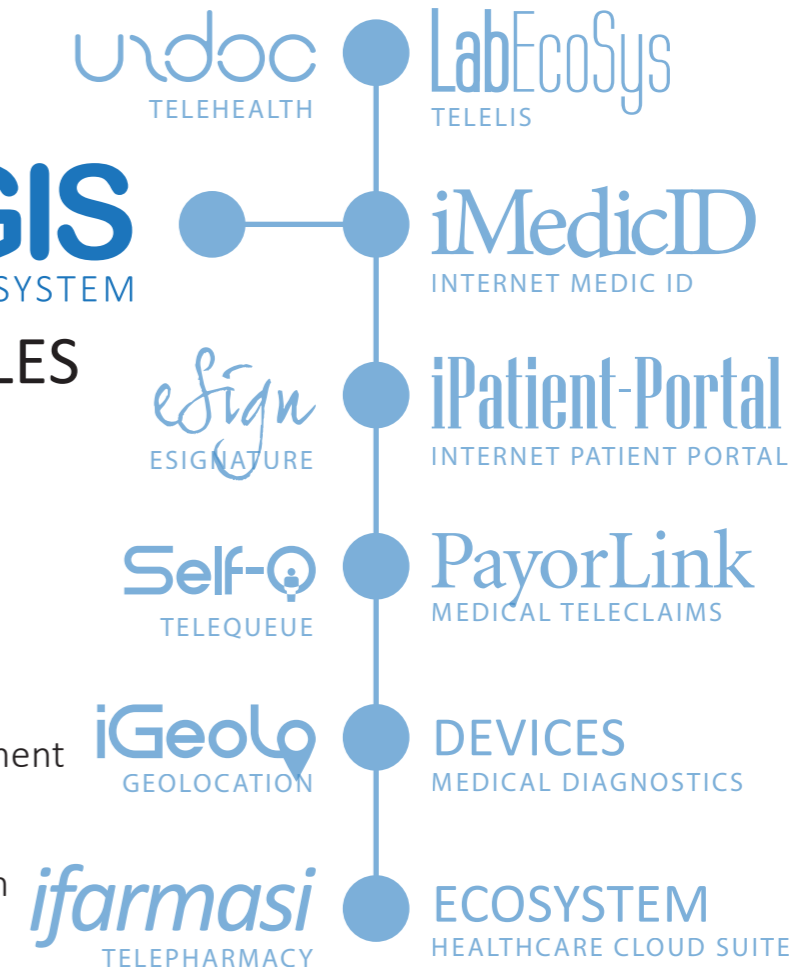 urdoc
TELEHEALTH
LabEcoSys
TELELIS
GIS
SYSTEM
LES
iMedicID
INTERNET MEDIC ID
eSign
ESIGNATURE
iPatient-Portal
INTERNET PATIENT PORTAL
Self-Q
TELEQUEUE
PayorLink
MEDICAL TELECLAIMS
ment
iGeolo
GEOLOCATION
DEVICES
MEDICAL DIAGNOSTICS
n
ifarmasi
TELEPHARMACY
ECOSYSTEM
HEALTHCARE CLOUD SUITE